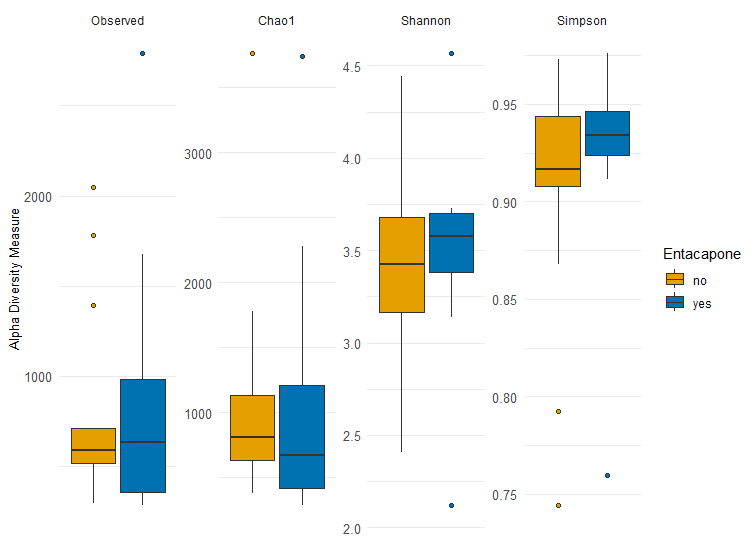 Observed
Chao1
Shannon
Simpson
Alpha Diversity Measure
2000
1000
3000
2000
1000
4.5
4.0
3.5
3.0
2.5
2.0
0.95
0.90
0.85
0.80
0.75
Entacapone
no
yes